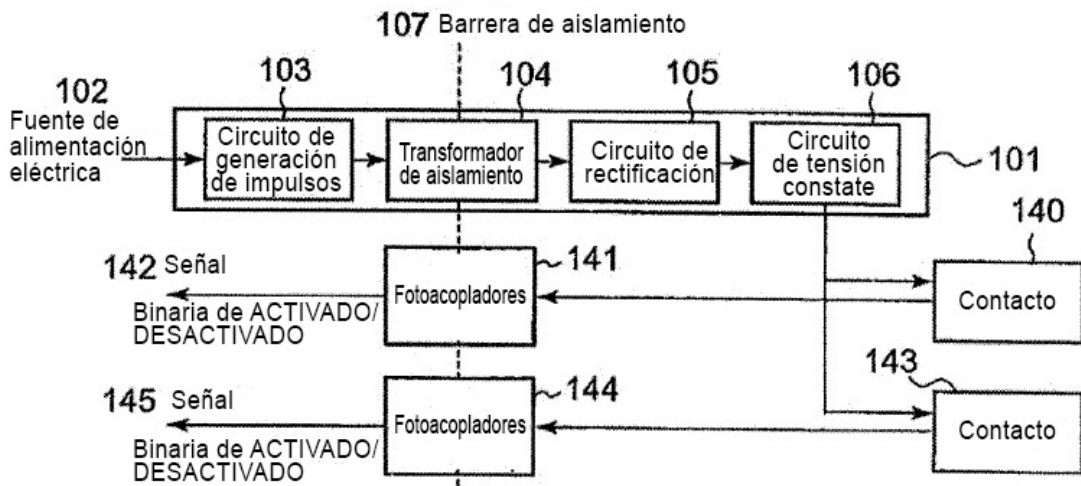 107 Barrera de aislamiento
102
Fuente de
alimentación
eléctrica
103
104
105
106
Circuito de
generación
de impulsos
Transformador
de aislamiento
Circuito de
rectificación
Circuito
de tensión
constate
101
142 Señal
Binaria de ACTIVADO/
DESACTIVADO
141
Fotoacopladores
140
Contacto
145 Señal
Binaria de ACTIVADO/
DESACTIVADO
144
Fotoacopladores
143
Contacto